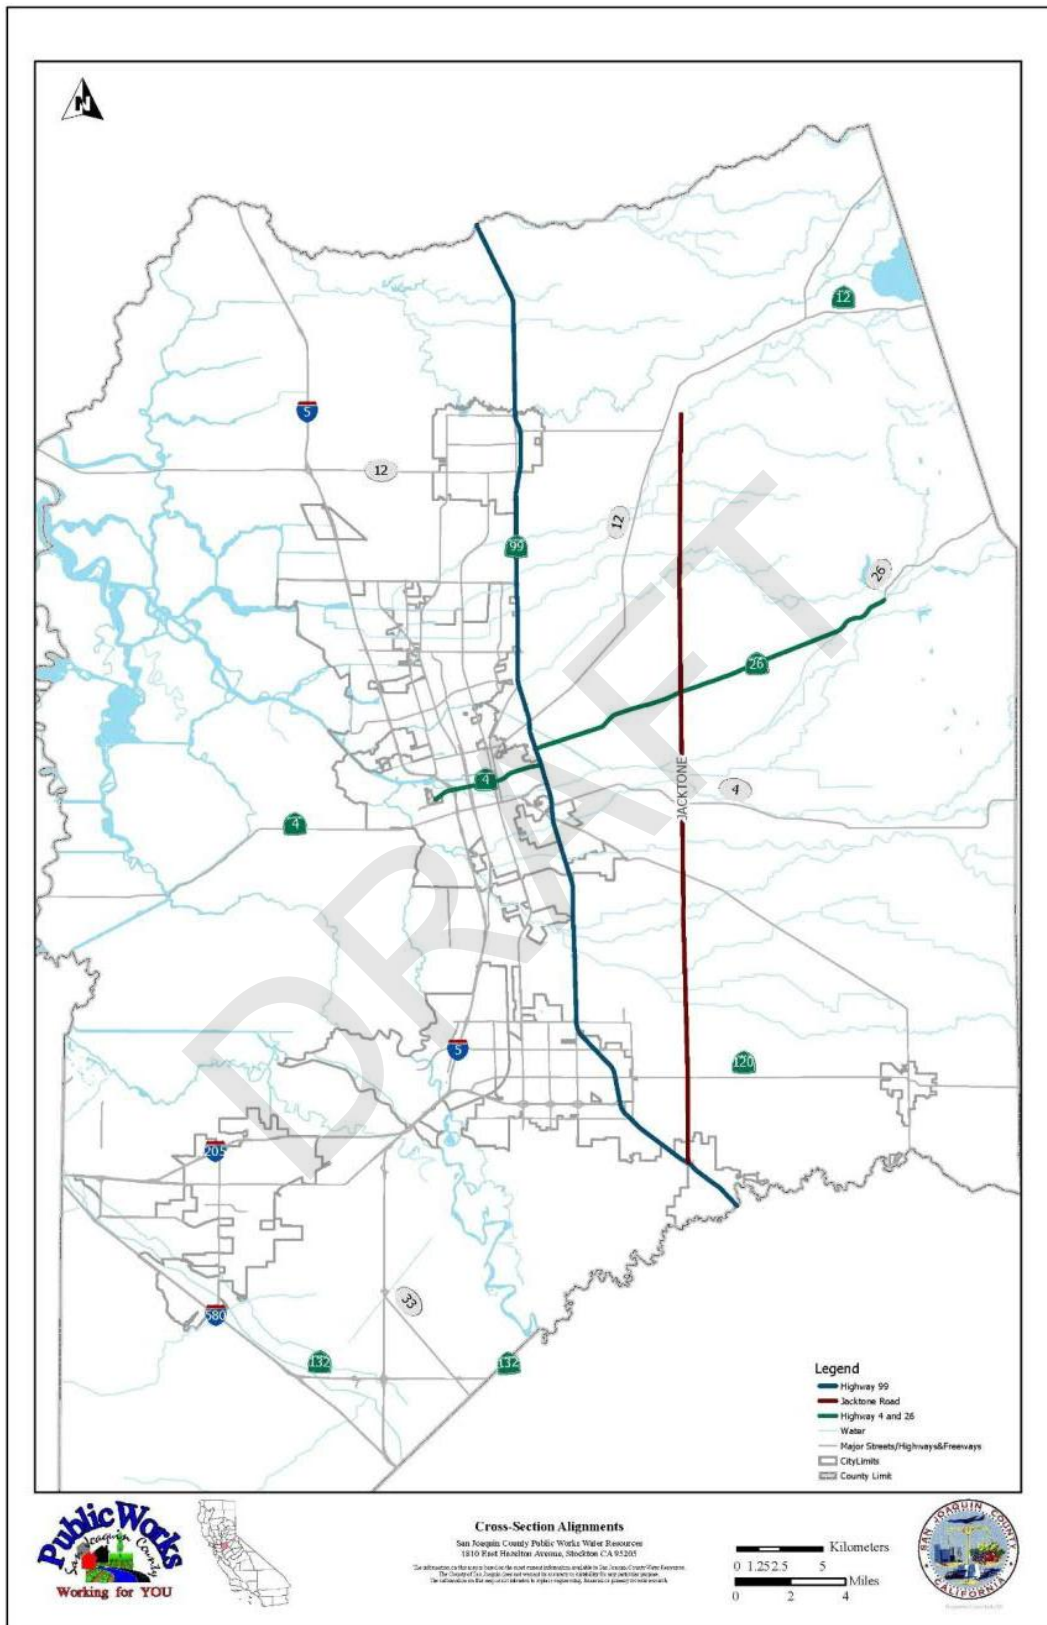 N
12
5
12
12
99
26
26
JACKTONE
4
4
4
DRAFT
5
120
205
33
580
132
132
Legend
Highway 99
Jacktone Road
Highway 4 and 26
Water
Major Streets/Highways&Freeways
CityLimits
County Limit
Public Works
San Joaquin County
Working for YOU
Cross-Section Alignments
San Joaquin County Public Works Water Resources
1810 East Hazelton Avenue, Stockton CA 95205
Kilometers
0 1.25 2.5 5
Miles
0 2 4
SAN JOAQUIN COUNTY
CALIFORNIA